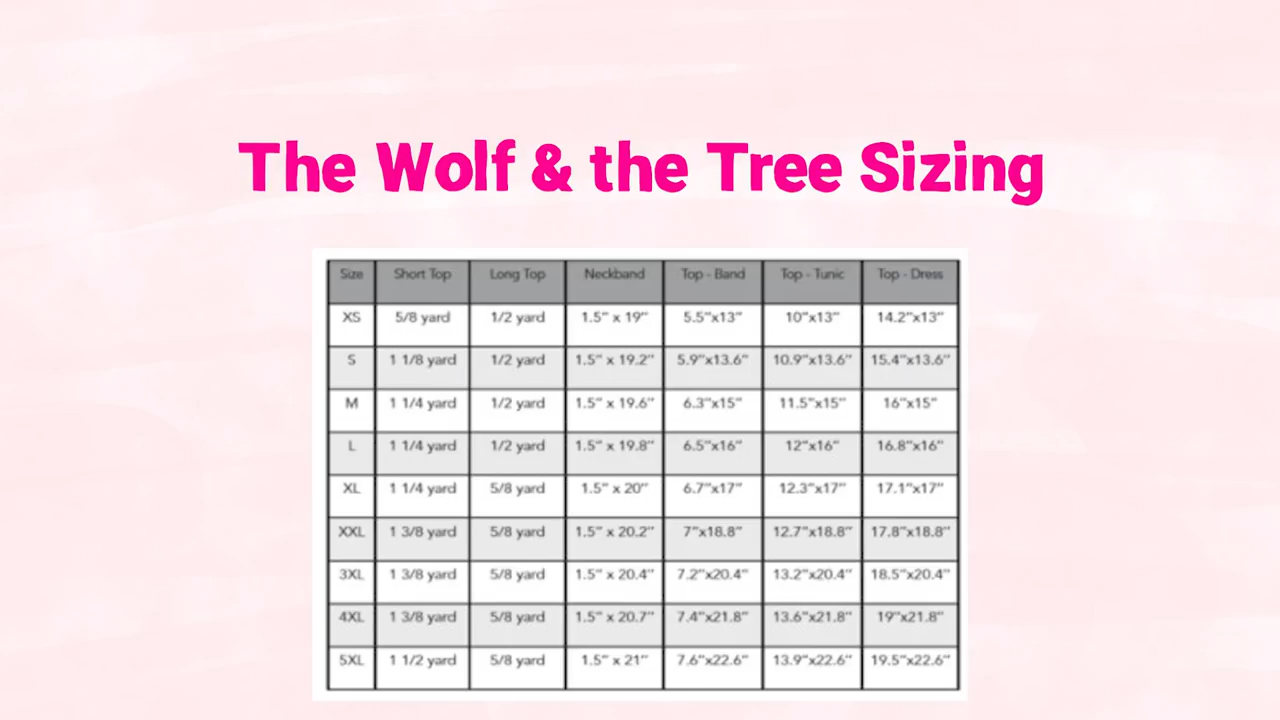 The Wolf & the Tree Sizing
Size Short Top Long Top Neckband Top - Band Top - Tunic Top - Dress
XS 5/8 yard 1/2 yard 1.5" x 19" 5.5"x13" 10"x13" 14.2"x13"
S 1 1/8 yard 1/2 yard 1.5" x 19.2" 5.9"x13.6" 10.9"x13.6" 15.4"x13.6"
M 1 1/4 yard 1/2 yard 1.5" x 19.6" 6.3"x15" 11.5"x15" 16"x15"
L 1 1/4 yard 1/2 yard 1.5" x 19.8" 6.5"x16" 12"x16" 16.8"x16"
XL 1 1/4 yard 5/8 yard 1.5" x 20" 6.7"x17" 12.3"x17" 17.1"x17"
XXL 1 3/8 yard 5/8 yard 1.5" x 20.2" 7"x18.8" 12.7"x18.8" 17.8"x18.8"
3XL 1 3/8 yard 5/8 yard 1.5" x 20.4" 7.2"x20.4" 13.2"x20.4" 18.5"x20.4"
4XL 1 3/8 yard 5/8 yard 1.5" x 20.7" 7.4"x21.8" 13.6"x21.8" 19"x21.8"
5XL 1 1/2 yard 5/8 yard 1.5" x 21" 7.6"x22.6" 13.9"x22.6" 19.5"x22.6"